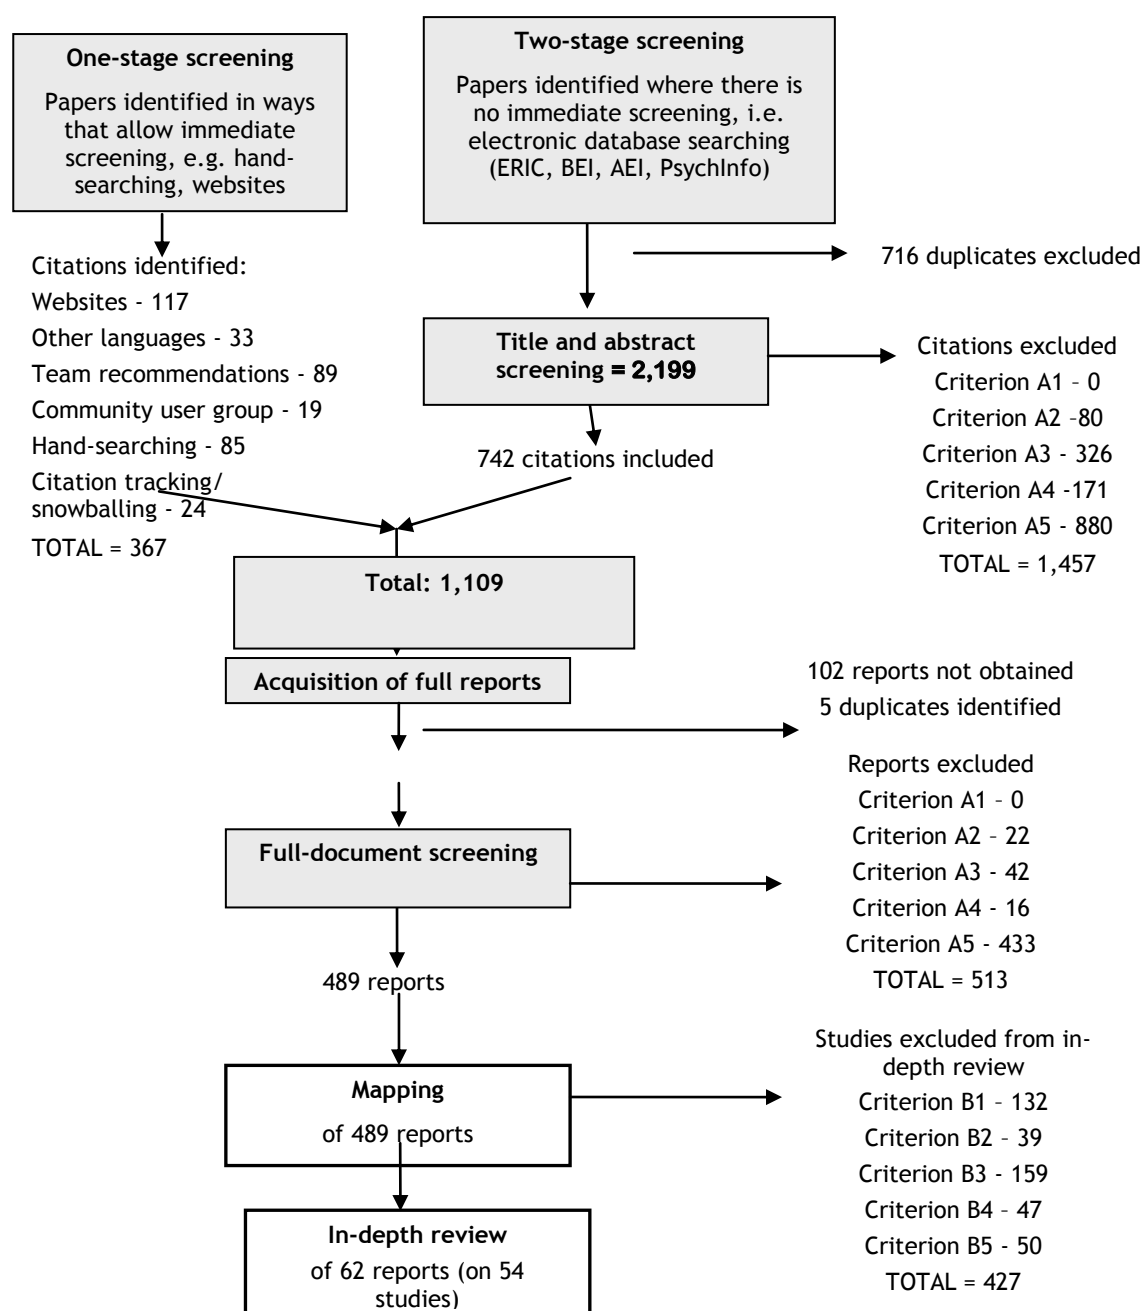 One-stage screening
Papers identified in ways
that allow immediate
screening, e.g. hand-
searching, websites
Two-stage screening
Papers identified where there is
no immediate screening, i.e.
electronic database searching
(ERIC, BEI, AEI, PsychInfo)
716 duplicates excluded
Citations identified:
Websites - 117
Other languages - 33
Team recommendations - 89
Community user group - 19
Hand-searching - 85
Citation tracking/
snowballing - 24
TOTAL = 367
Title and abstract
screening = 2,199
742 citations included
Citations excluded
Criterion A1 – 0
Criterion A2 –80
Criterion A3 - 326
Criterion A4 -171
Criterion A5 - 880
TOTAL = 1,457
Total: 1,109
Acquisition of full reports
102 reports not obtained
5 duplicates identified
Reports excluded
Criterion A1 – 0
Criterion A2 – 22
Criterion A3 - 42
Criterion A4 - 16
Criterion A5 - 433
TOTAL = 513
Full-document screening
489 reports
Mapping
of 489 reports
Studies excluded from in-
depth review
Criterion B1 – 132
Criterion B2 – 39
Criterion B3 - 159
Criterion B4 – 47
Criterion B5 - 50
TOTAL = 427
In-depth review
of 62 reports (on 54
studies)